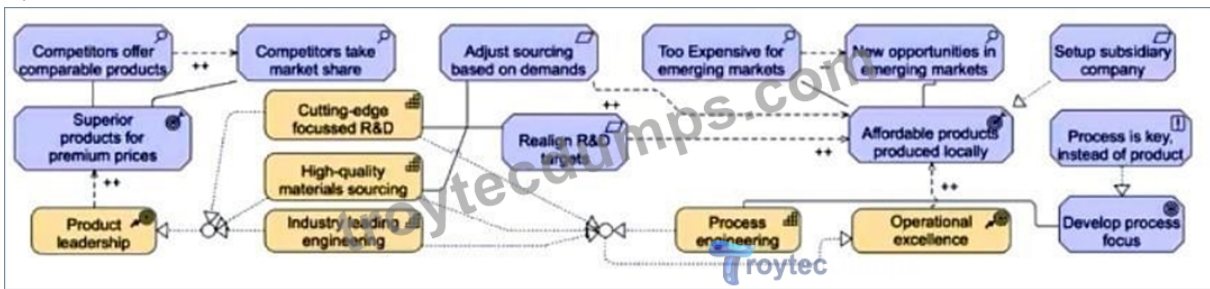 Competitors offer
comparable products
++
Competitors take
market share
Adjust sourcing
based on demands
Too Expensive for
emerging markets
New opportunities in
emerging markets
Setup subsidiary
company
Superior
products for
premium prices
Cutting-edge
focussed R&D
++
Realign R&D
targets
++
Affordable products
produced locally
Process is key,
instead of product
++
High-quality
materials sourcing
++
Product
leadership
Industry leading
engineering
Process
engineering
Operational
excellence
Develop process
focus
troytecdumps.com
Troytec